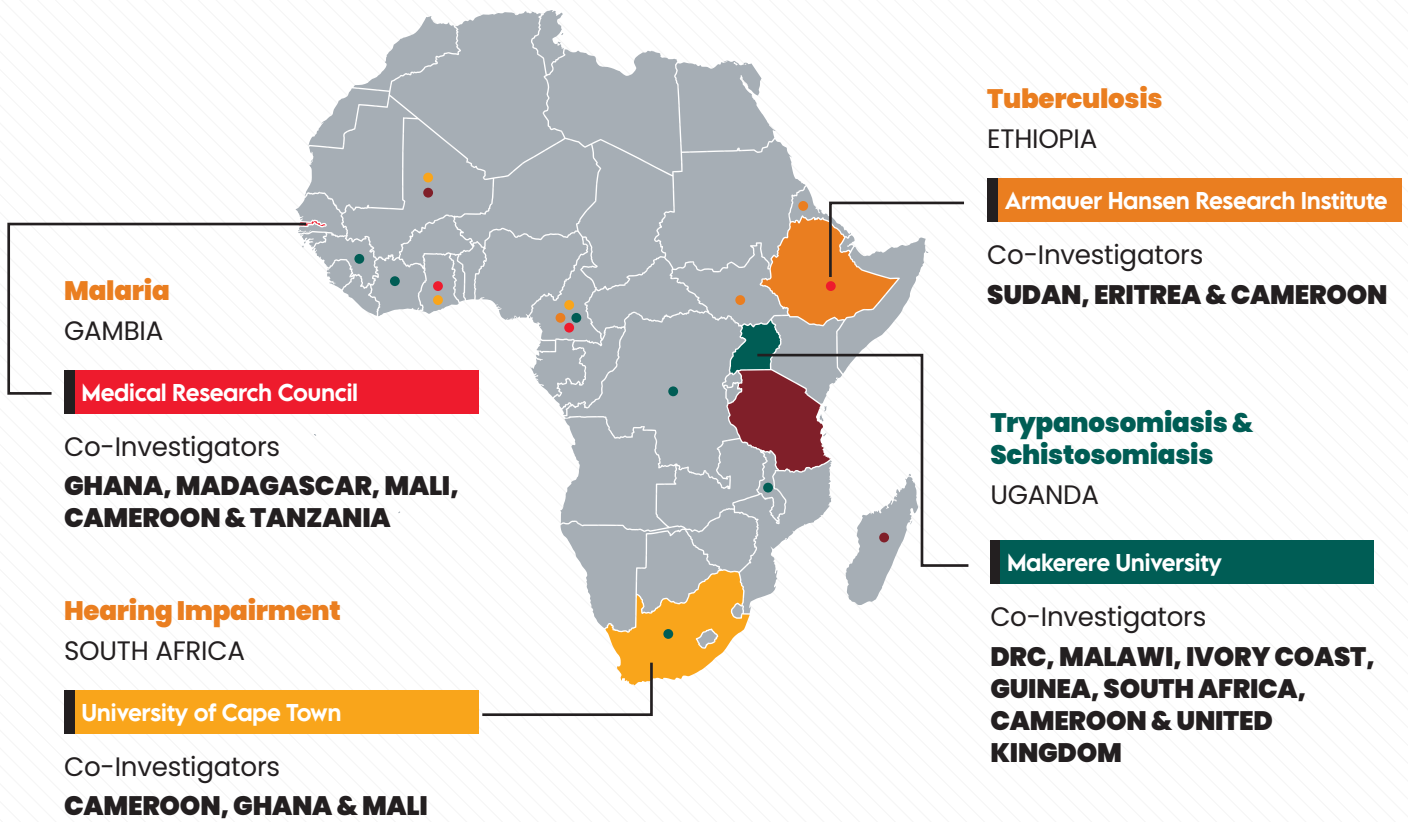 Malaria
GAMBIA
Medical Research Council
Co-Investigators
GHANA, MADAGASCAR, MALI,
CAMEROON & TANZANIA
Hearing Impairment
SOUTH AFRICA
University of Cape Town
Co-Investigators
CAMEROON, GHANA & MALI
Tuberculosis
ETHIOPIA
Armauer Hansen Research Institute
Co-Investigators
SUDAN, ERITREA & CAMEROON
Trypanosomiasis &
Schistosomiasis
UGANDA
Makerere University
Co-Investigators
DRC, MALAWI, IVORY COAST,
GUINEA, SOUTH AFRICA,
CAMEROON & UNITED
KINGDOM